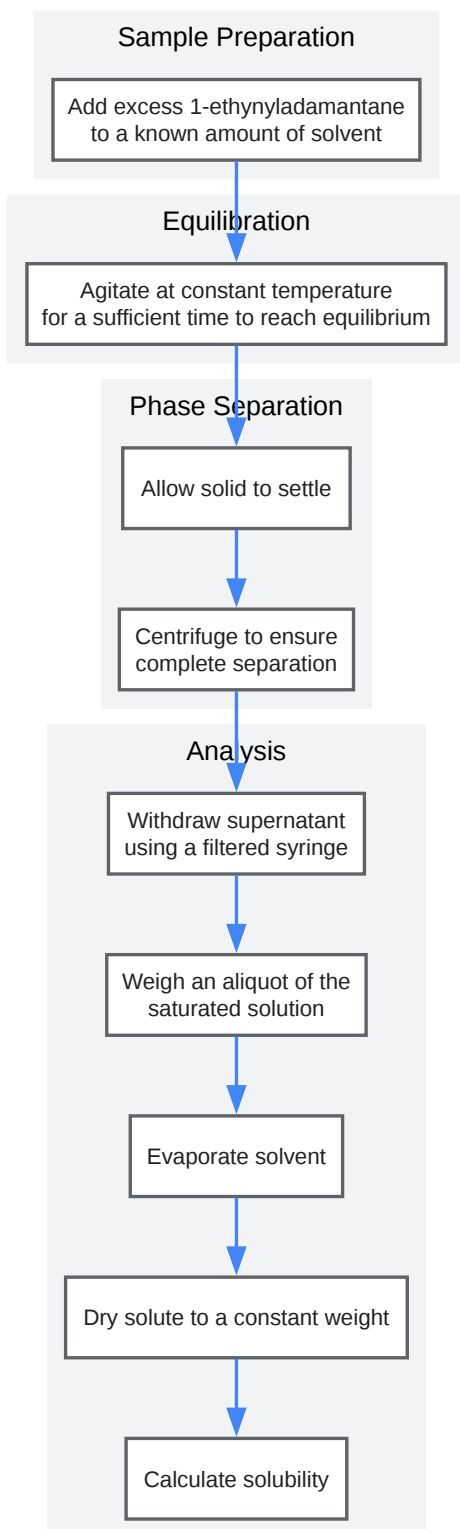 Sample Preparation
Add excess 1-ethynyladamantane
to a known amount of solvent
Equilibration
Agitate at constant temperature
for a sufficient time to reach equilibrium
Phase Separation
Allow solid to settle
Centrifuge to ensure
complete separation
Analysis
Withdraw supernatant
using a filtered syringe
Weigh an aliquot of the
saturated solution
Evaporate solvent
Dry solute to a constant weight
Calculate solubility